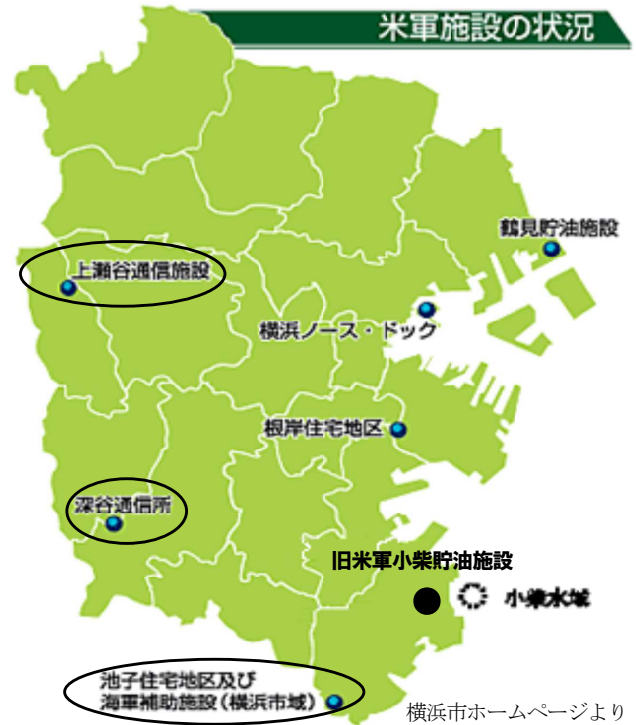 米軍施設の状況
鶴見貯油施設
上瀬谷通信施設
横浜ノース・ドック
根岸住宅地区
深谷通信所
旧米軍小柴貯油施設
小柴水域
池子住宅地区及び
海軍補助施設(横浜市域)
横浜市ホームページより